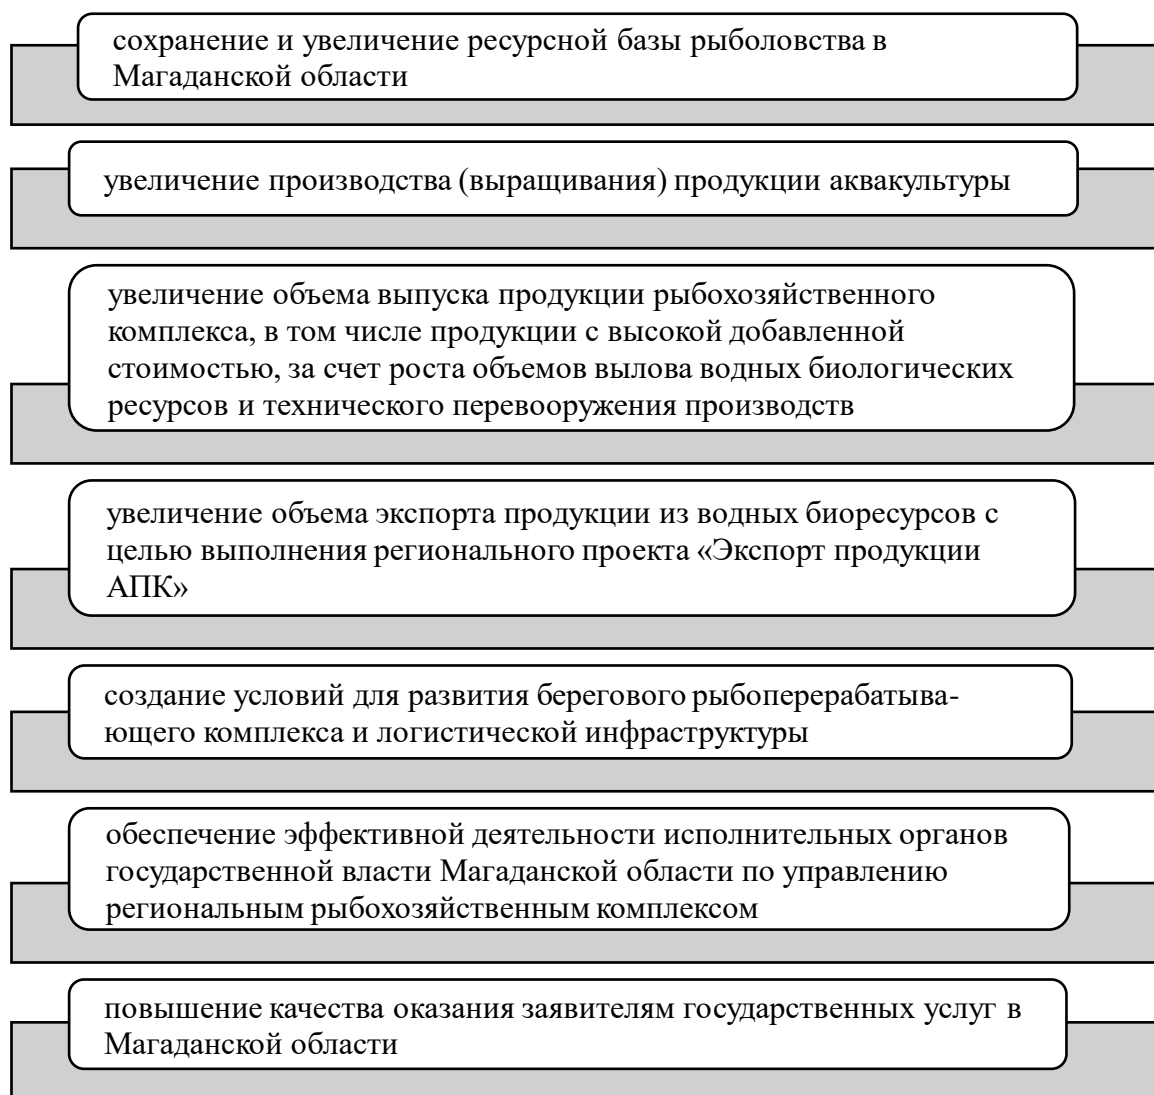 сохранение и увеличение ресурсной базы рыболовства в
Магаданской области
увеличение производства (выращивания) продукции аквакультуры
увеличение объема выпуска продукции рыбохозяйственного
комплекса, в том числе продукции с высокой добавленной
стоимостью, за счет роста объемов вылова водных биологических
ресурсов и технического перевооружения производств
увеличение объема экспорта продукции из водных биоресурсов с
целью выполнения регионального проекта «Экспорт продукции
АПК»
создание условий для развития берегового рыбоперерабатыва-
ющего комплекса и логистической инфраструктуры
обеспечение эффективной деятельности исполнительных органов
государственной власти Магаданской области по управлению
региональным рыбохозяйственным комплексом
повышение качества оказания заявителям государственных услуг в
Магаданской области